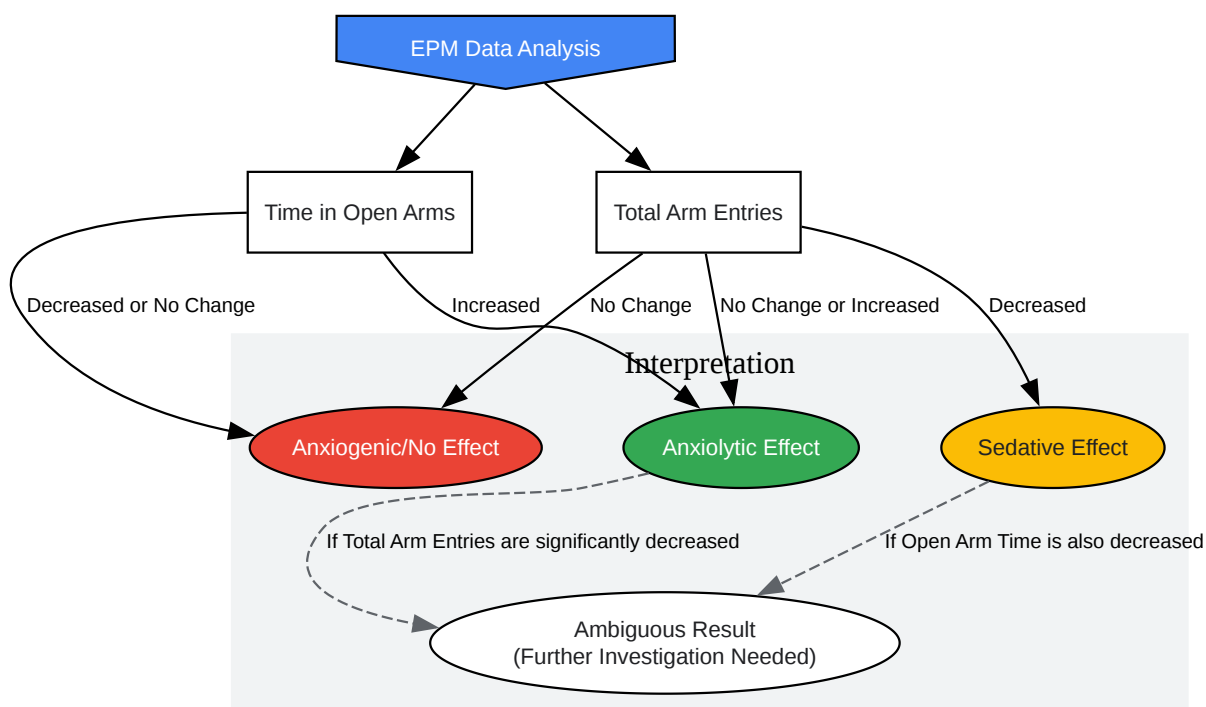 EPM Data Analysis
Time in Open Arms
Total Arm Entries
Decreased or No Change
Increased
No Change
No Change or Increased
Decreased
Interpretation
Anxiogenic/No Effect
Anxiolytic Effect
Sedative Effect
If Total Arm Entries are significantly decreased
If Open Arm Time is also decreased
Ambiguous Result
(Further Investigation Needed)